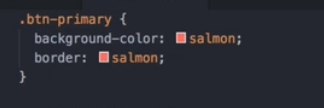 .btn-primary {
background-color: salmon;
border: salmon;
}